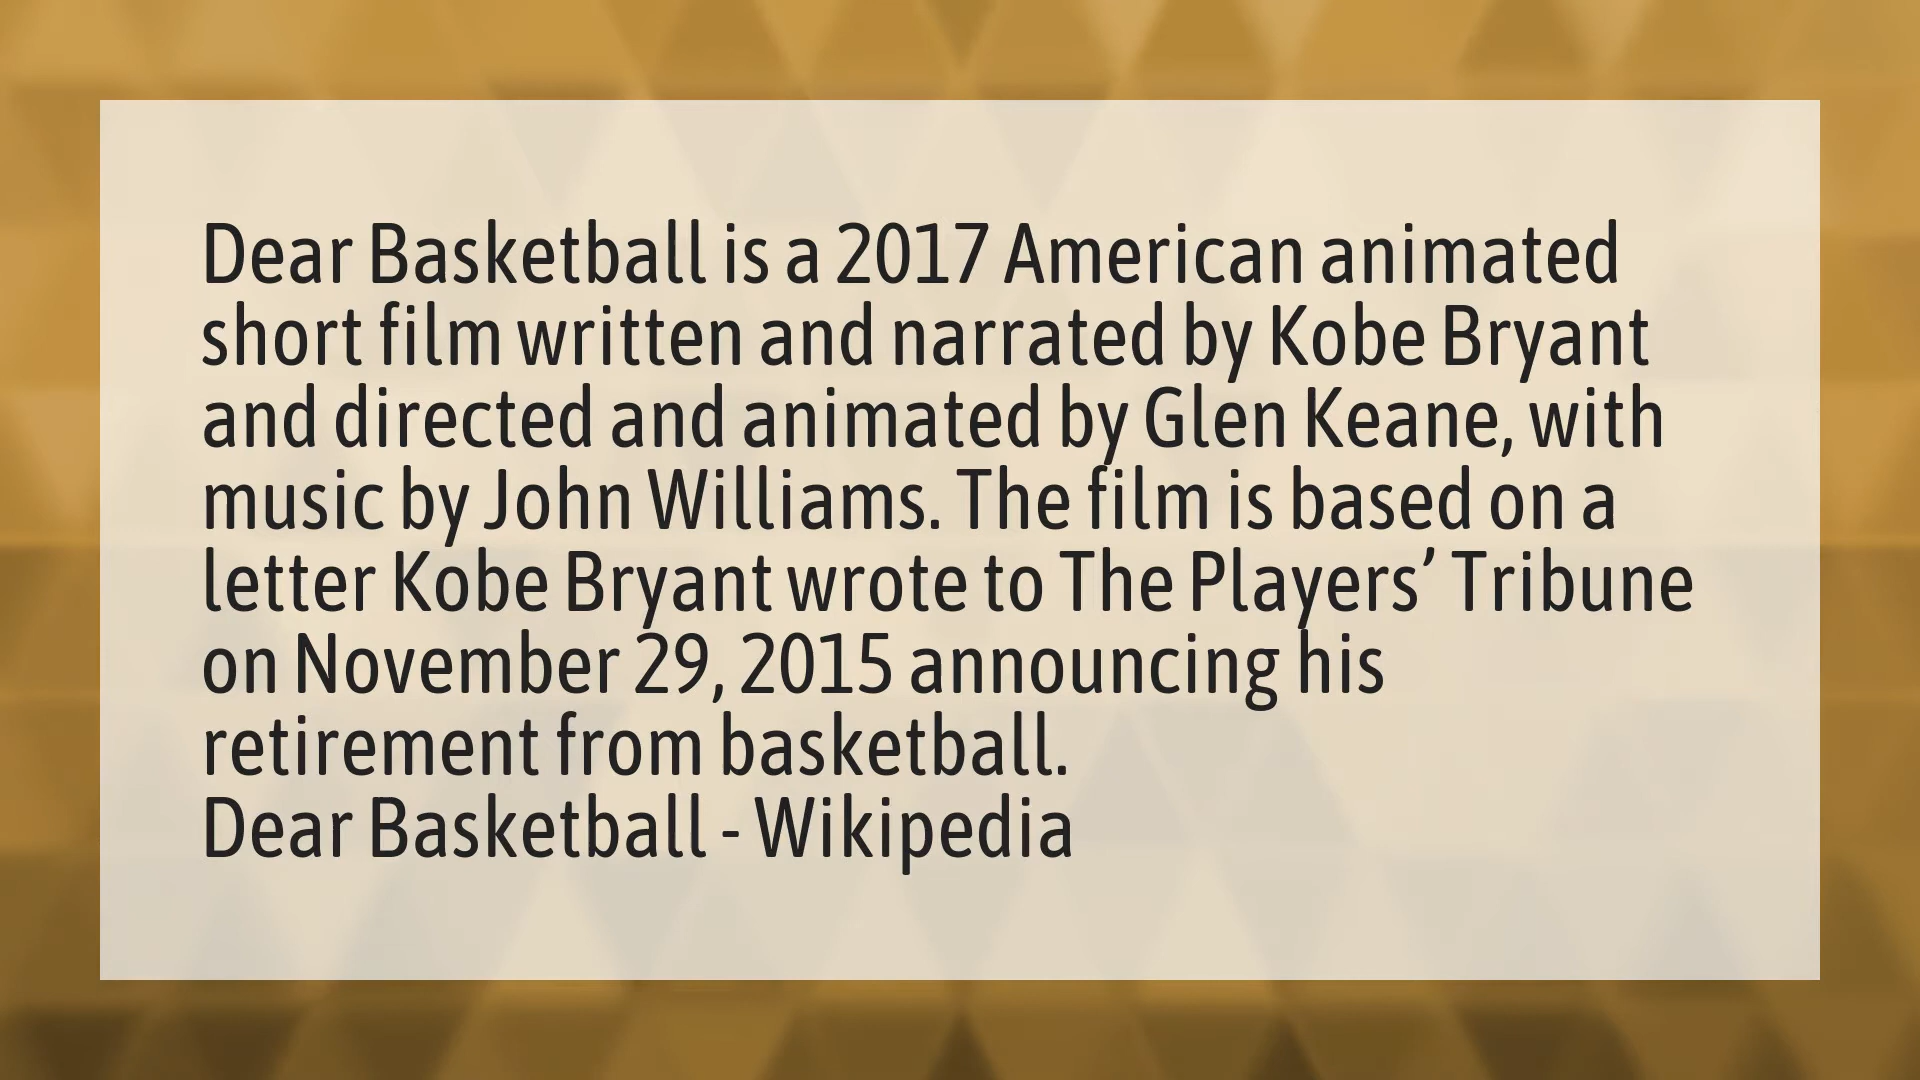 Dear Basketball is a 2017 American animated
short film written and narrated by Kobe Bryant
and directed and animated by Glen Keane, with
music by John Williams. The film is based on a
letter Kobe Bryant wrote to The Players’ Tribune
on November 29, 2015 announcing his
retirement from basketball.
Dear Basketball - Wikipedia